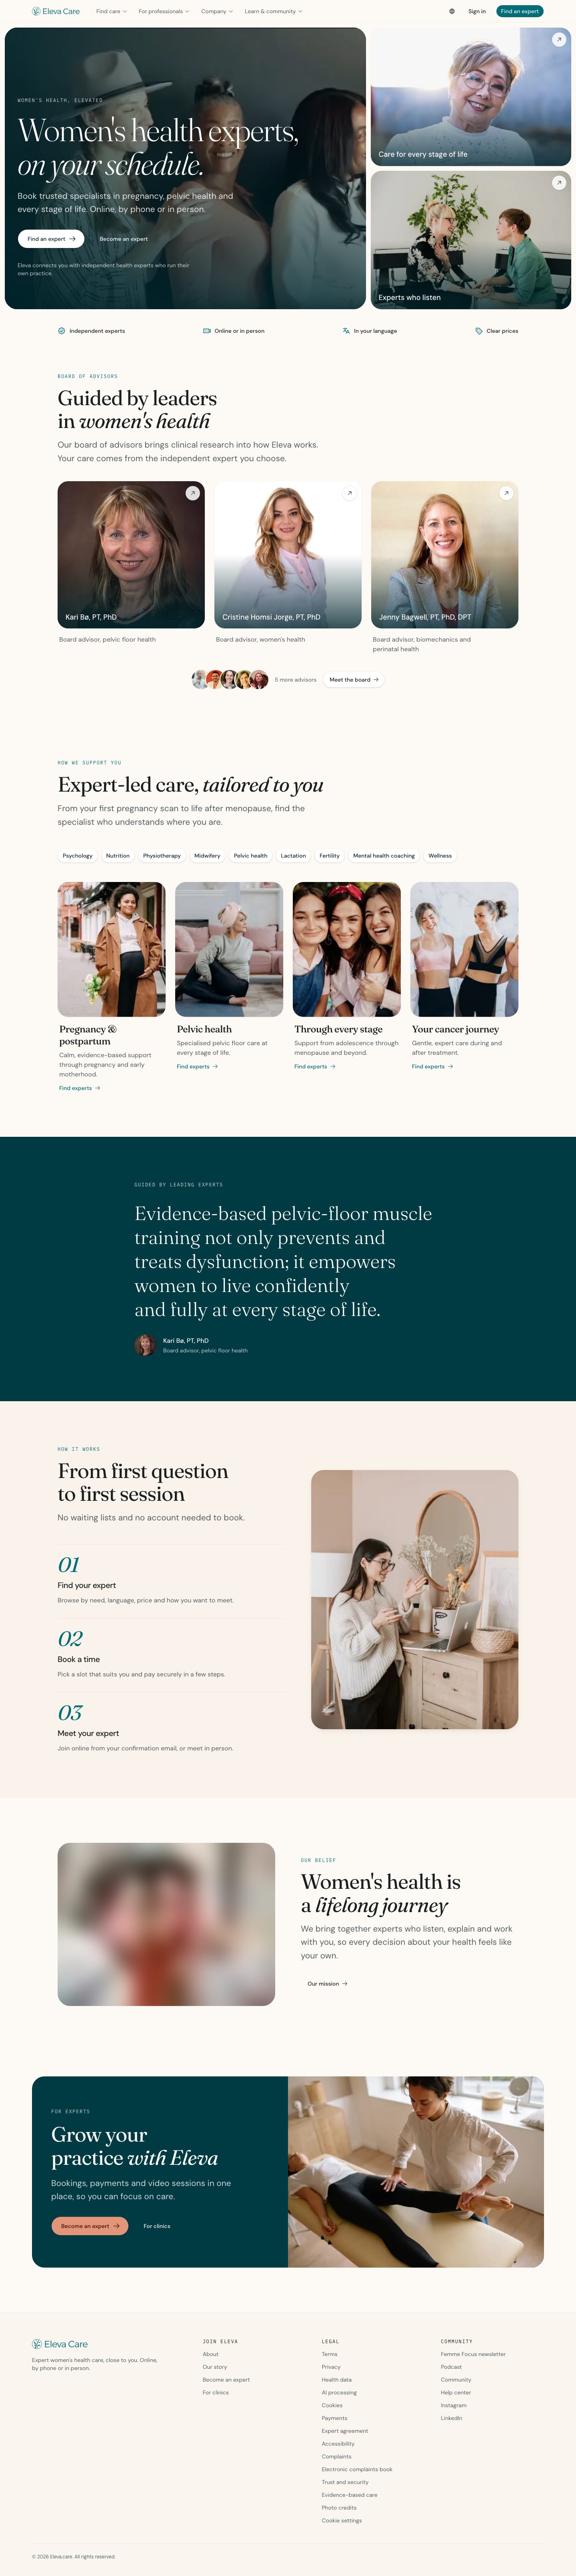 Eleva Care
Find care
For professionals
Company
Learn & community
Sign in
Find an expert
WOMEN'S HEALTH, ELEVATED
Women's health experts,
on your schedule.
Book trusted specialists in pregnancy, pelvic health and
every stage of life. Online, by phone or in person.
Find an expert
Become an expert
Eleva connects you with independent health experts who run their
own practice.
Care for every stage of life
Experts who listen
Independent experts
Online or in person
In your language
Clear prices
BOARD OF ADVISORS
Guided by leaders
in women's health
Our board of advisors brings clinical research into how Eleva works.
Your care comes from the independent expert you choose.
Kari Bø, PT, PhD
Board advisor, pelvic floor health
Cristine Homsi Jorge, PT, PhD
Board advisor, women's health
Jenny Bagwell, PT, PhD, DPT
Board advisor, biomechanics and
perinatal health
5 more advisors
Meet the board
HOW WE SUPPORT YOU
Expert-led care, tailored to you
From your first pregnancy scan to life after menopause, find the
specialist who understands where you are.
Psychology
Nutrition
Physiotherapy
Midwifery
Pelvic health
Lactation
Fertility
Mental health coaching
Wellness
Pregnancy &
postpartum
Calm, evidence-based support
through pregnancy and early
motherhood.
Find experts
Pelvic health
Specialised pelvic floor care at
every stage of life.
Find experts
Through every stage
Support from adolescence through
menopause and beyond.
Find experts
Your cancer journey
Gentle, expert care during and
after treatment.
Find experts
GUIDED BY LEADING EXPERTS
Evidence-based pelvic-floor muscle
training not only prevents and
treats dysfunction; it empowers
women to live confidently
and fully at every stage of life.
Kari Bø, PT, PhD
Board advisor, pelvic floor health
HOW IT WORKS
From first question
to first session
No waiting lists and no account needed to book.
01
Find your expert
Browse by need, language, price and how you want to meet.
02
Book a time
Pick a slot that suits you and pay securely in a few steps.
03
Meet your expert
Join online from your confirmation email, or meet in person.
OUR BELIEF
Women's health is
a lifelong journey
We bring together experts who listen, explain and work
with you, so every decision about your health feels like
your own.
Our mission
FOR EXPERTS
Grow your
practice with Eleva
Bookings, payments and video sessions in one
place, so you can focus on care.
Become an expert
For clinics
Eleva Care
Expert women's health care, close to you. Online,
by phone or in person.
JOIN ELEVA
About
Our story
Become an expert
For clinics
LEGAL
Terms
Privacy
Health data
AI processing
Cookies
Payments
Expert agreement
Accessibility
Complaints
Electronic complaints book
Trust and security
Evidence-based care
Photo credits
Cookie settings
COMMUNITY
Femme Focus newsletter
Podcast
Community
Help center
Instagram
LinkedIn
© 2026 Eleva.care. All rights reserved.